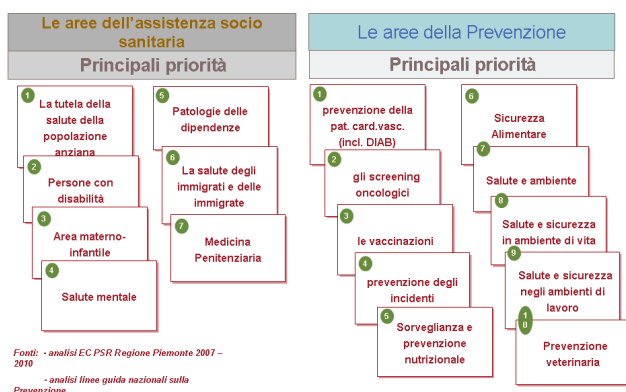 Le aree dell'assistenza socio
sanitaria
Principali priorità
1
La tutela della
salute della
popolazione
anziana
2
Persone con
disabilità
3
Area materno-
infantile
4
Salute mentale
5
Patologie delle
dipendenze
6
La salute degli
immigrati e delle
immigrate
7
Medicina
Penitenziaria
Fonti: - analisi EC PSR Regione Piemonte 2007 –
2010
- analisi linee guida nazionali sulla
Prevenzione
Le aree della Prevenzione
Principali priorità
1
prevenzione della
pat. card.vasc.
(incl. DIAB)
2
gli screening
oncologici
3
le vaccinazioni
4
prevenzione degli
incidenti
5
Sorveglianza e
prevenzione
nutrizionale
6
Sicurezza
Alimentare
7
Salute e ambiente
8
Salute e sicurezza
in ambiente di vita
9
Salute e sicurezza
negli ambienti di
lavoro
1
0
Prevenzione
veterinaria